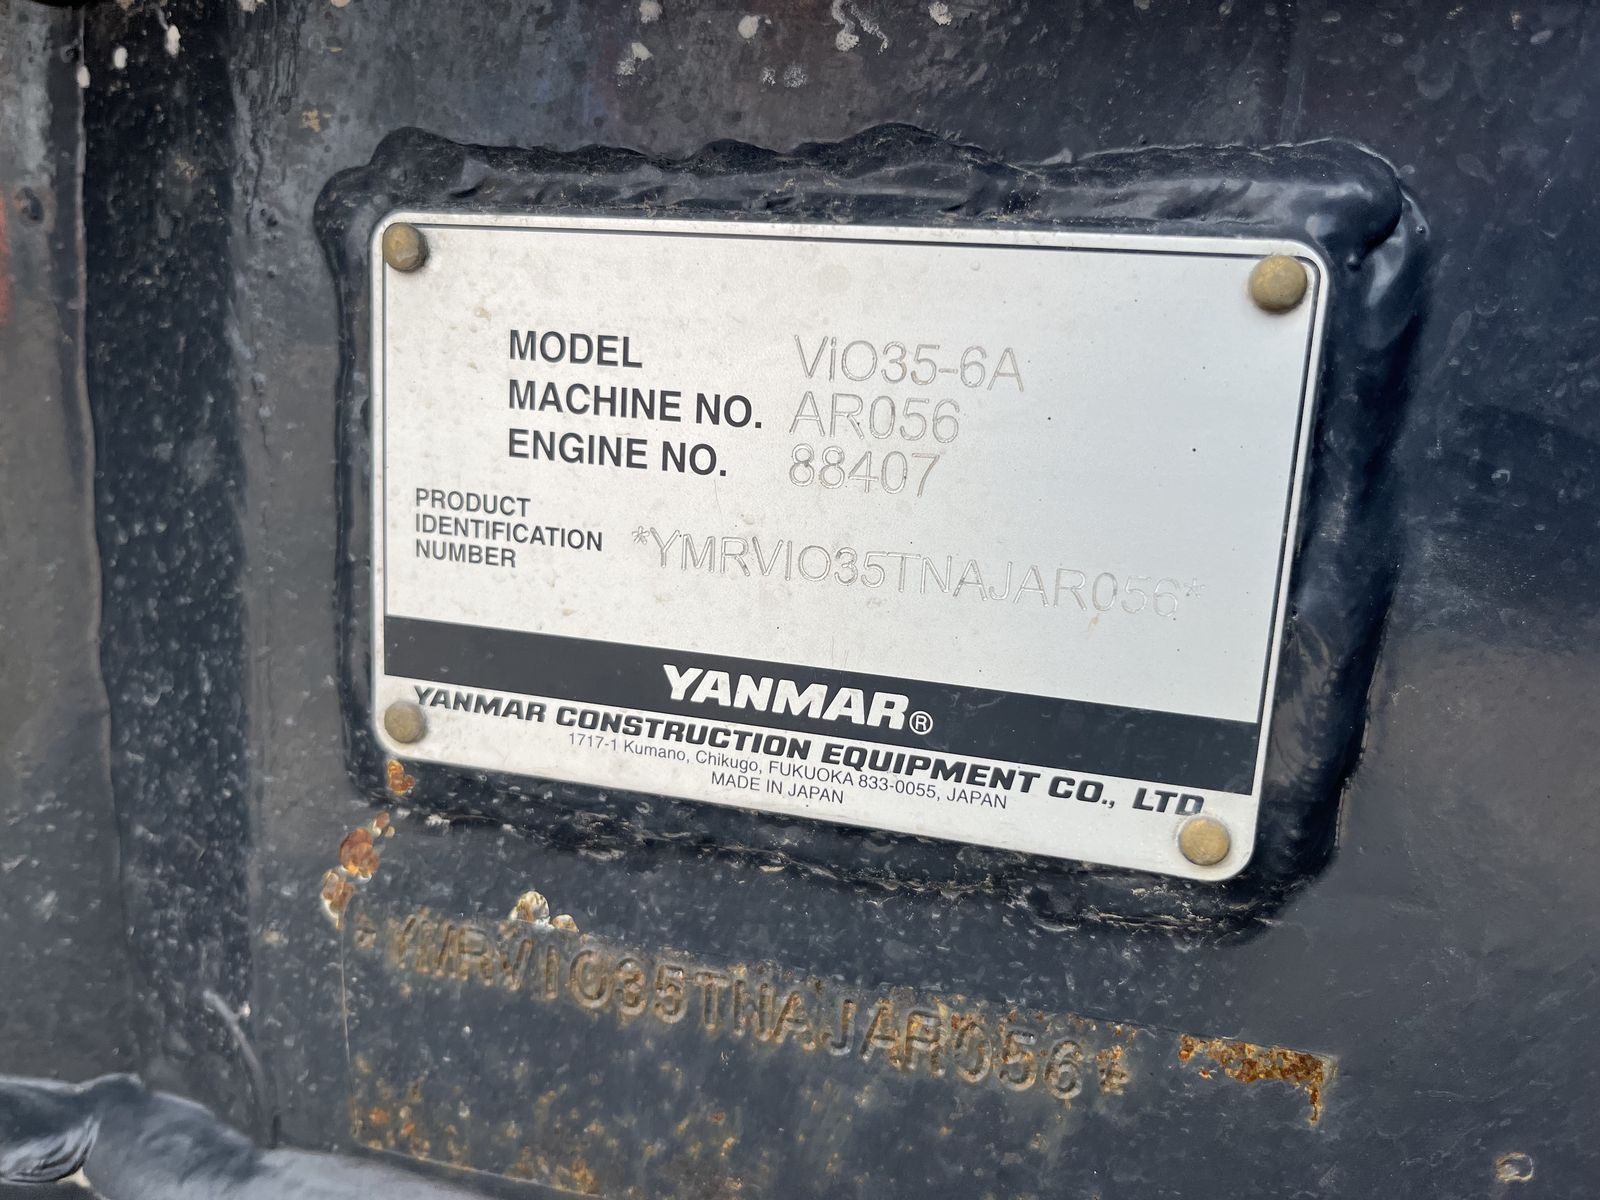 MODEL ViO35-6A
MACHINE NO. AR056
ENGINE NO. 88407
PRODUCT
IDENTIFICATION
NUMBER
*YMRVIO35TNAJAR056*
YANMAR®
YANMAR CONSTRUCTION EQUIPMENT CO., LTD.
1717-1 Kumano, Chikugo, FUKUOKA 833-0055, JAPAN
MADE IN JAPAN
*YMRVIO35TNAJAR056*